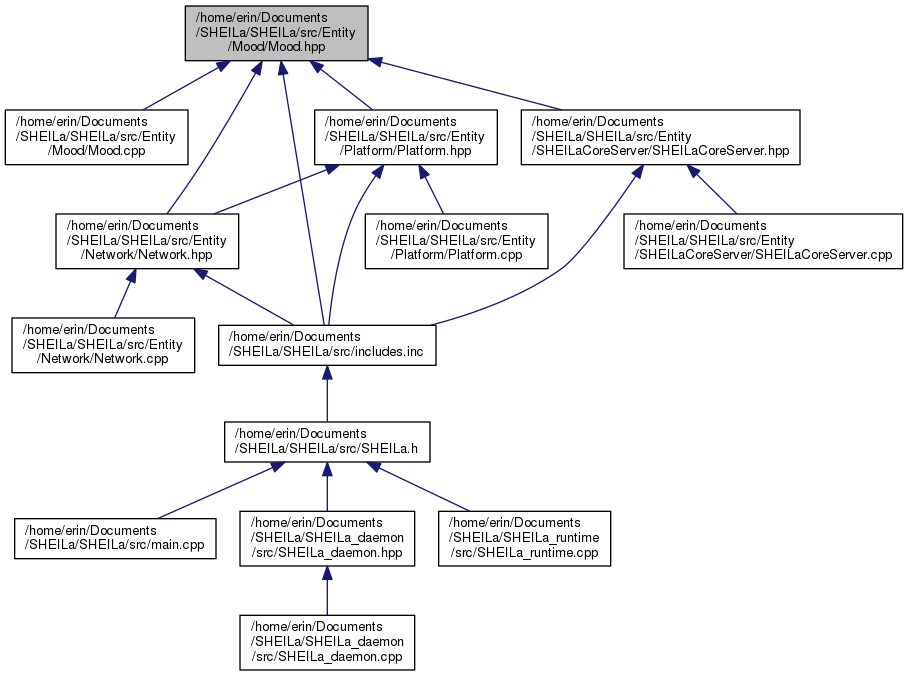 /home/erin/Documents
/SHEILa/SHEILa/src/Entity
/Mood/Mood.hpp
/home/erin/Documents
/SHEILa/SHEILa/src/Entity
/Mood/Mood.cpp
/home/erin/Documents
/SHEILa/SHEILa/src/Entity
/Platform/Platform.hpp
/home/erin/Documents
/SHEILa/SHEILa/src/Entity
/SHEILaCoreServer/SHEILaCoreServer.hpp
/home/erin/Documents
/SHEILa/SHEILa/src/Entity
/Network/Network.hpp
/home/erin/Documents
/SHEILa/SHEILa/src/Entity
/Platform/Platform.cpp
/home/erin/Documents
/SHEILa/SHEILa/src/Entity
/SHEILaCoreServer/SHEILaCoreServer.cpp
/home/erin/Documents
/SHEILa/SHEILa/src/Entity
/Network/Network.cpp
/home/erin/Documents
/SHEILa/SHEILa/src/includes.inc
/home/erin/Documents
/SHEILa/SHEILa/src/SHEILa.h
/home/erin/Documents
/SHEILa/SHEILa/src/main.cpp
/home/erin/Documents
/SHEILa/SHEILa_daemon
/src/SHEILa_daemon.hpp
/home/erin/Documents
/SHEILa/SHEILa_runtime
/src/SHEILa_runtime.cpp
/home/erin/Documents
/SHEILa/SHEILa_daemon
/src/SHEILa_daemon.cpp